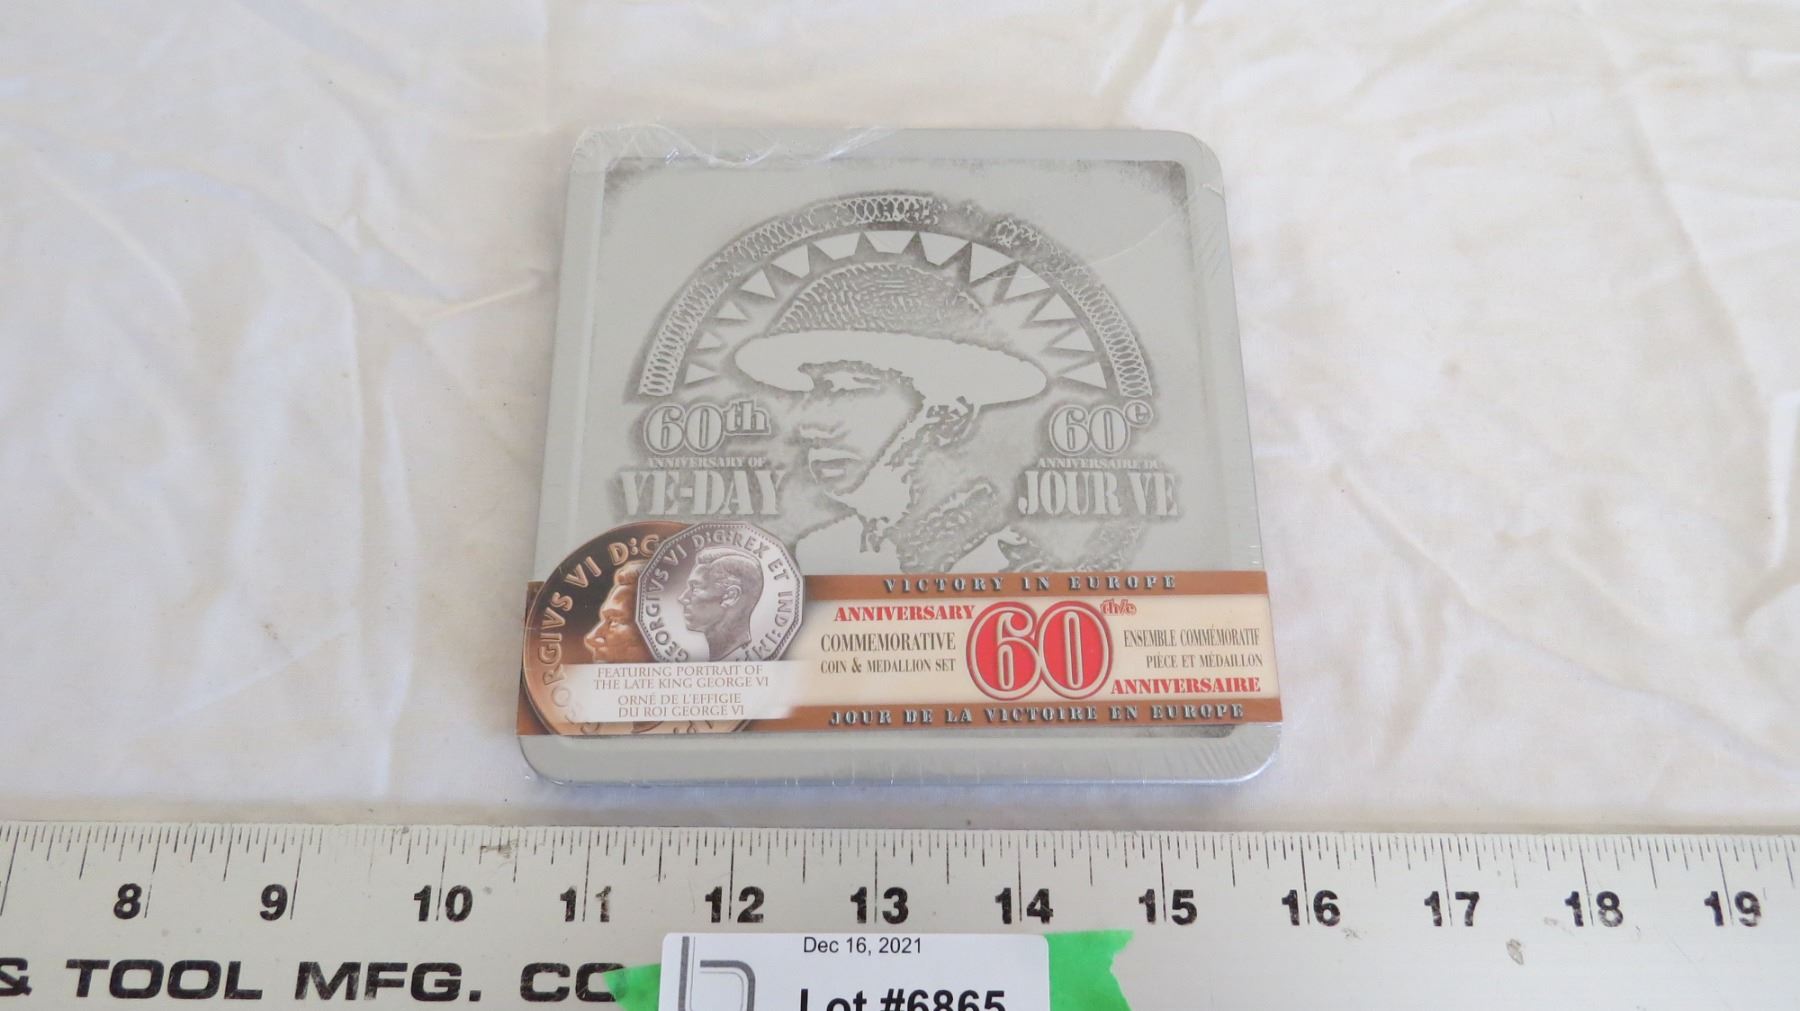 60th
ANNIVERSARY OF
VE-DAY
60e
ANNIVERSAIRE DU
JOUR VE
GEORGIVS VI D:G:REX ET IND:IMP
ORGIVS VI D:G
FEATURING PORTRAIT OF
THE LATE KING GEORGE VI
ORNÉ DE L'EFFIGIE
DU ROI GEORGE VI
VICTORY IN EUROPE
ANNIVERSARY
COMMEMORATIVE
COIN & MEDALLION SET
60th/e
ENSEMBLE COMMÉMORATIF
PIÈCE ET MÉDAILLON
ANNIVERSAIRE
JOUR DE LA VICTOIRE EN EUROPE
8 9 10 11 12 13 14 15 16 17 18 19
& TOOL MFG. CO
Dec 16, 2021
Lot #6865